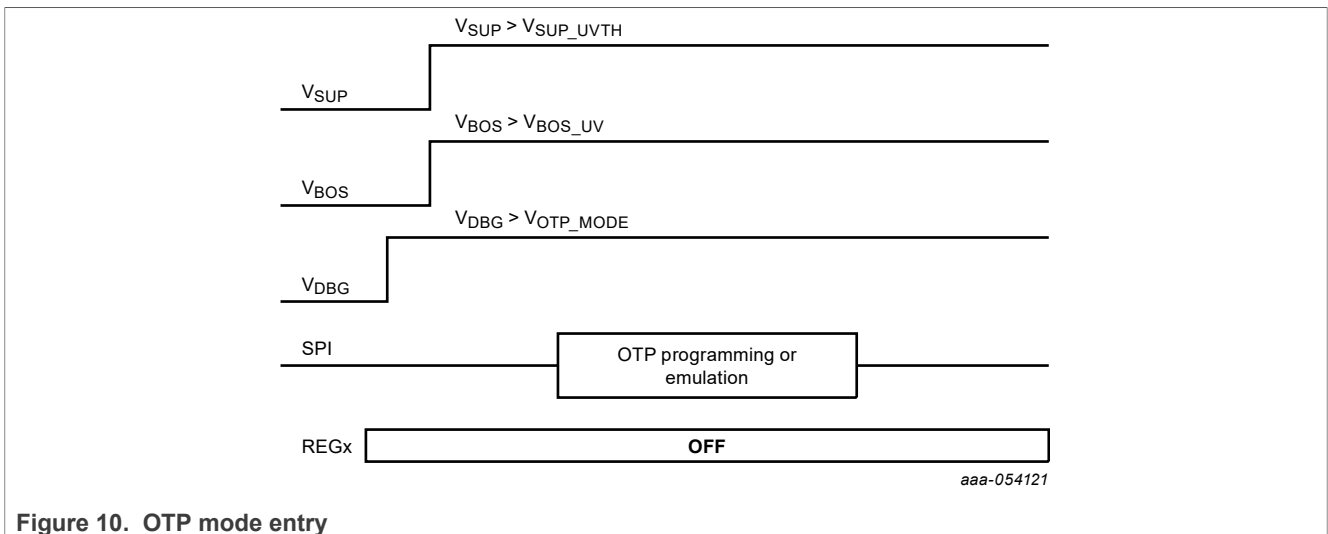 VSUP > VSUP_UVTH
VSUP
VBOS > VBOS_UV
VBOS
VDBG > VOTP_MODE
VDBG
SPI
OTP programming or
emulation
REGx
OFF
aaa-054121
Figure 10. OTP mode entry